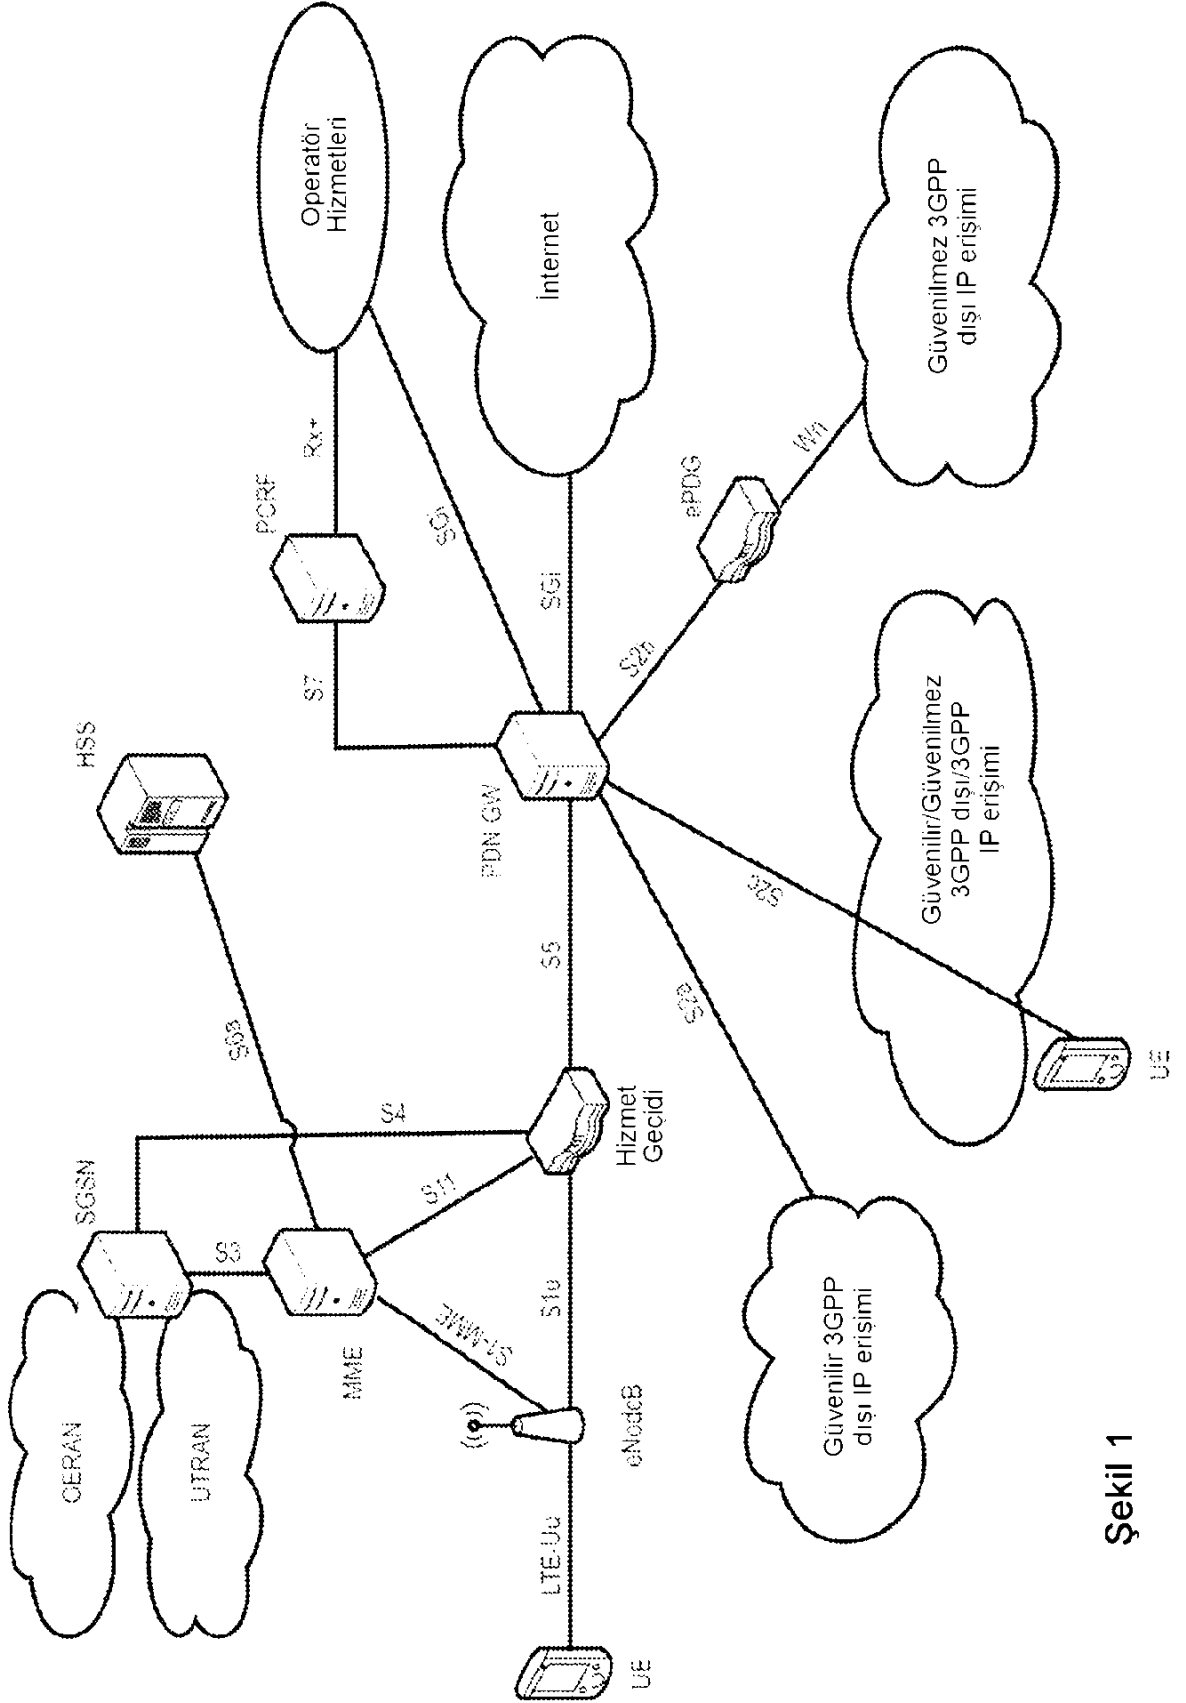 GERAN
UTRAN
SGSN
HSS
S3
S4
S6a
MME
S11
S1-MME
S7
PCRF
Rx+
Operatör
Hizmetleri
SGi
İnternet
SGi
PDN GW
S5
Hizmet
Geçidi
S1u
eNodeB
LTE-Uu
UE
S2b
ePDG
Wn
Güvenilmez 3GPP
dışı IP erişimi
S2c
Güvenilir/Güvenilmez
3GPP dışı/3GPP
IP erişimi
UE
S2a
Güvenilir 3GPP
dışı IP erişimi
Şekil 1